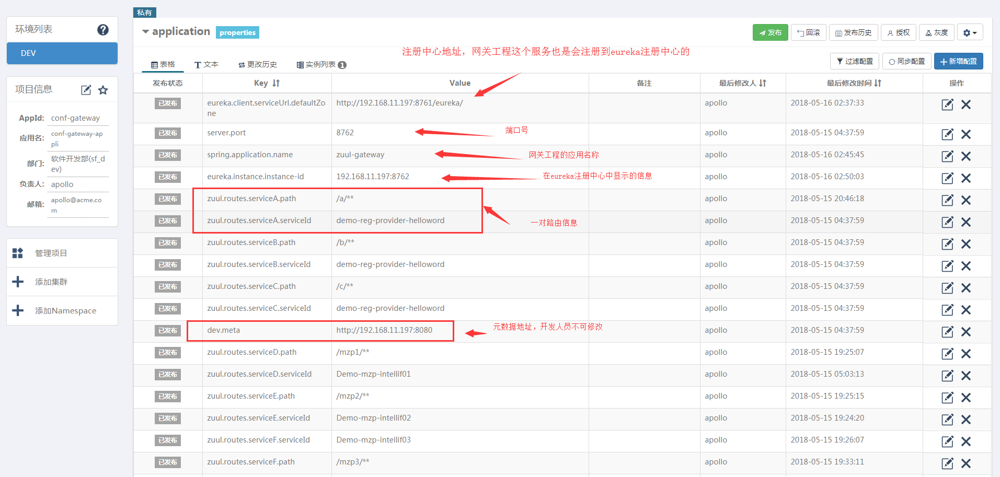 私有
环境列表
DEV
项目信息
AppId: conf-gateway
应用名: conf-gateway-ap
pli
部门: 软件开发部(sf_d
ev)
负责人: apollo
邮箱: apollo@acme.co
m
管理项目
添加集群
添加Namespace
application properties
发布 回滚 发布历史 授权 灰度
注册中心地址，网关工程这个服务也是会注册到eureka注册中心的
表格 文本 更改历史 实例列表 1
过滤配置 同步配置 新增配置
发布状态 Key Value 备注 最后修改人 最后修改时间 操作
已发布 eureka.client.serviceUrl.defaultZo http://192.168.11.197:8761/eureka/ apollo 2018-05-16 02:37:33
ne
已发布 server.port 8762 端口号 apollo 2018-05-15 04:37:59
已发布 spring.application.name zuul-gateway 网关工程的应用名称 apollo 2018-05-16 02:45:45
已发布 eureka.instance.instance-id 192.168.11.197:8762 在eureka注册中心中显示的信息 apollo 2018-05-16 02:50:03
已发布 zuul.routes.serviceA.path /a/** apollo 2018-05-15 20:46:18
已发布 zuul.routes.serviceA.serviceId demo-reg-provider-helloword 一对路由信息 apollo 2018-05-15 04:37:59
已发布 zuul.routes.serviceB.path /b/** apollo 2018-05-15 04:37:59
已发布 zuul.routes.serviceB.serviceId demo-reg-provider-helloword apollo 2018-05-15 04:37:59
已发布 zuul.routes.serviceC.path /c/** apollo 2018-05-15 04:37:59
已发布 zuul.routes.serviceC.serviceId demo-reg-provider-helloword apollo 2018-05-15 04:37:59
已发布 dev.meta http://192.168.11.197:8080 元数据地址，开发人员不可修改 apollo 2018-05-15 04:37:59
已发布 zuul.routes.serviceD.path /mzp1/** apollo 2018-05-15 19:25:07
已发布 zuul.routes.serviceD.serviceId Demo-mzp-intellif01 apollo 2018-05-15 05:03:13
已发布 zuul.routes.serviceE.path /mzp2/** apollo 2018-05-15 19:25:15
已发布 zuul.routes.serviceE.serviceId Demo-mzp-intellif02 apollo 2018-05-15 19:24:20
已发布 zuul.routes.serviceF.serviceId Demo-mzp-intellif03 apollo 2018-05-15 19:26:07
已发布 zuul.routes.serviceF.path /mzp3/** apollo 2018-05-15 19:33:11